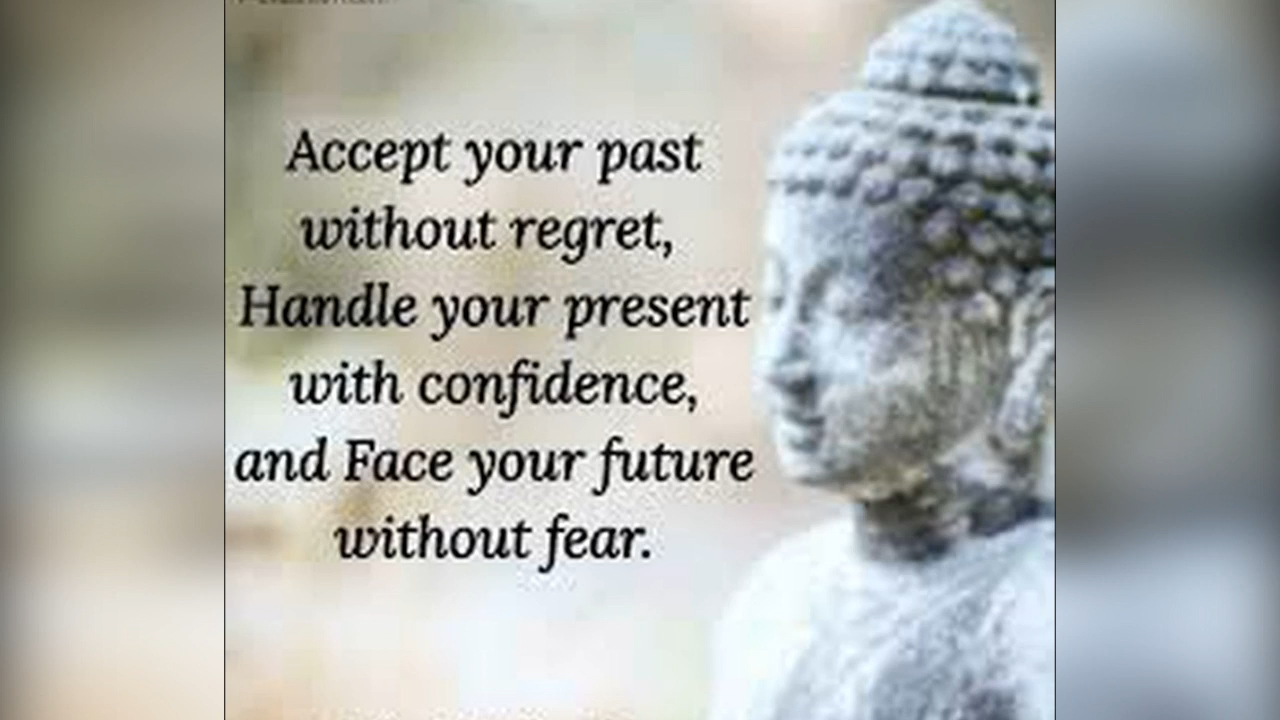 Accept your past
without regret,
Handle your present
with confidence,
and Face your future
without fear.